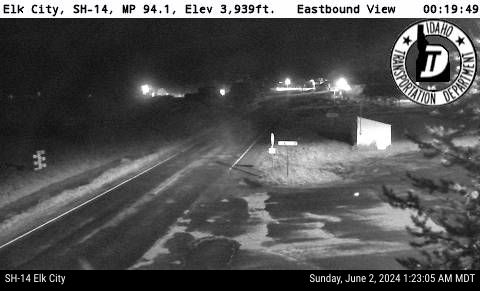 Elk City, SH-14, MP 94.1, Elev 3,939ft.   Eastbound View    00:19:49
IDAHO
TRANSPORTATION DEPARTMENT
SH-14 Elk City
Sunday, June 2, 2024 1:23:05 AM MDT